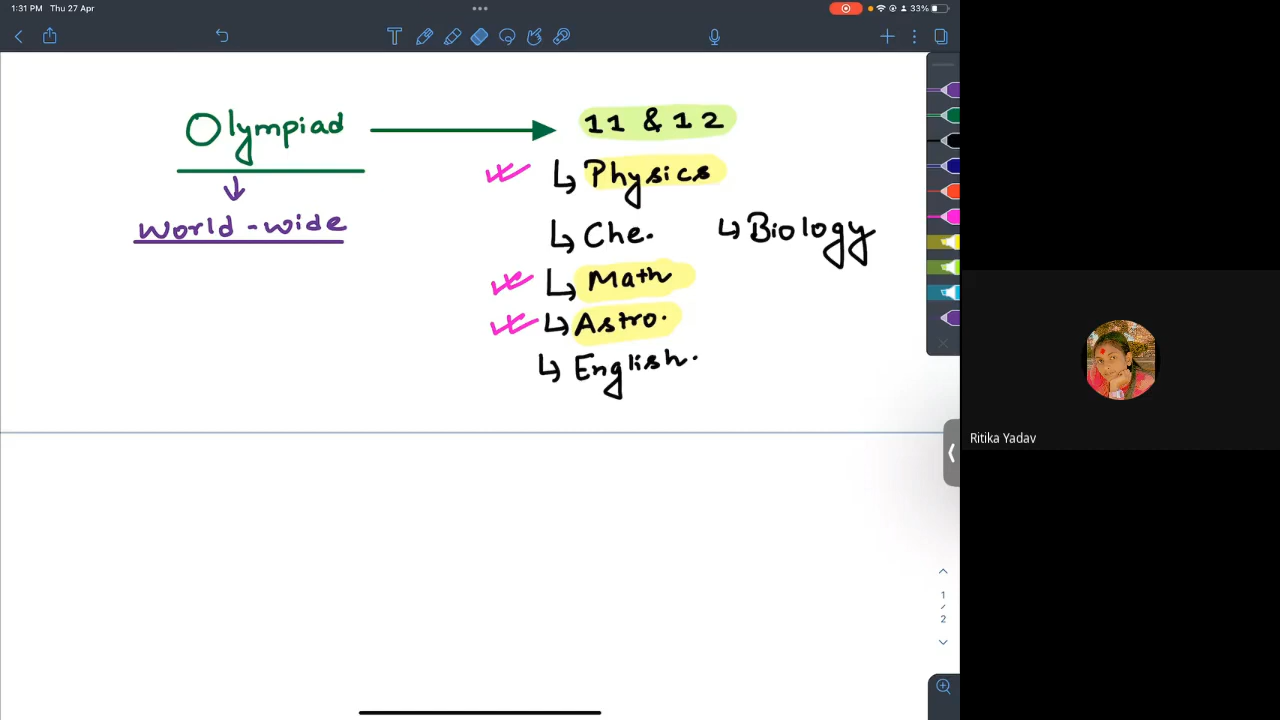 1:31 PM Thu 27 Apr
33%
Olympiad
11 & 12
Physics
World-wide
Che.
Biology
Math
Astro.
English.
Ritika Yadav
1
/
2